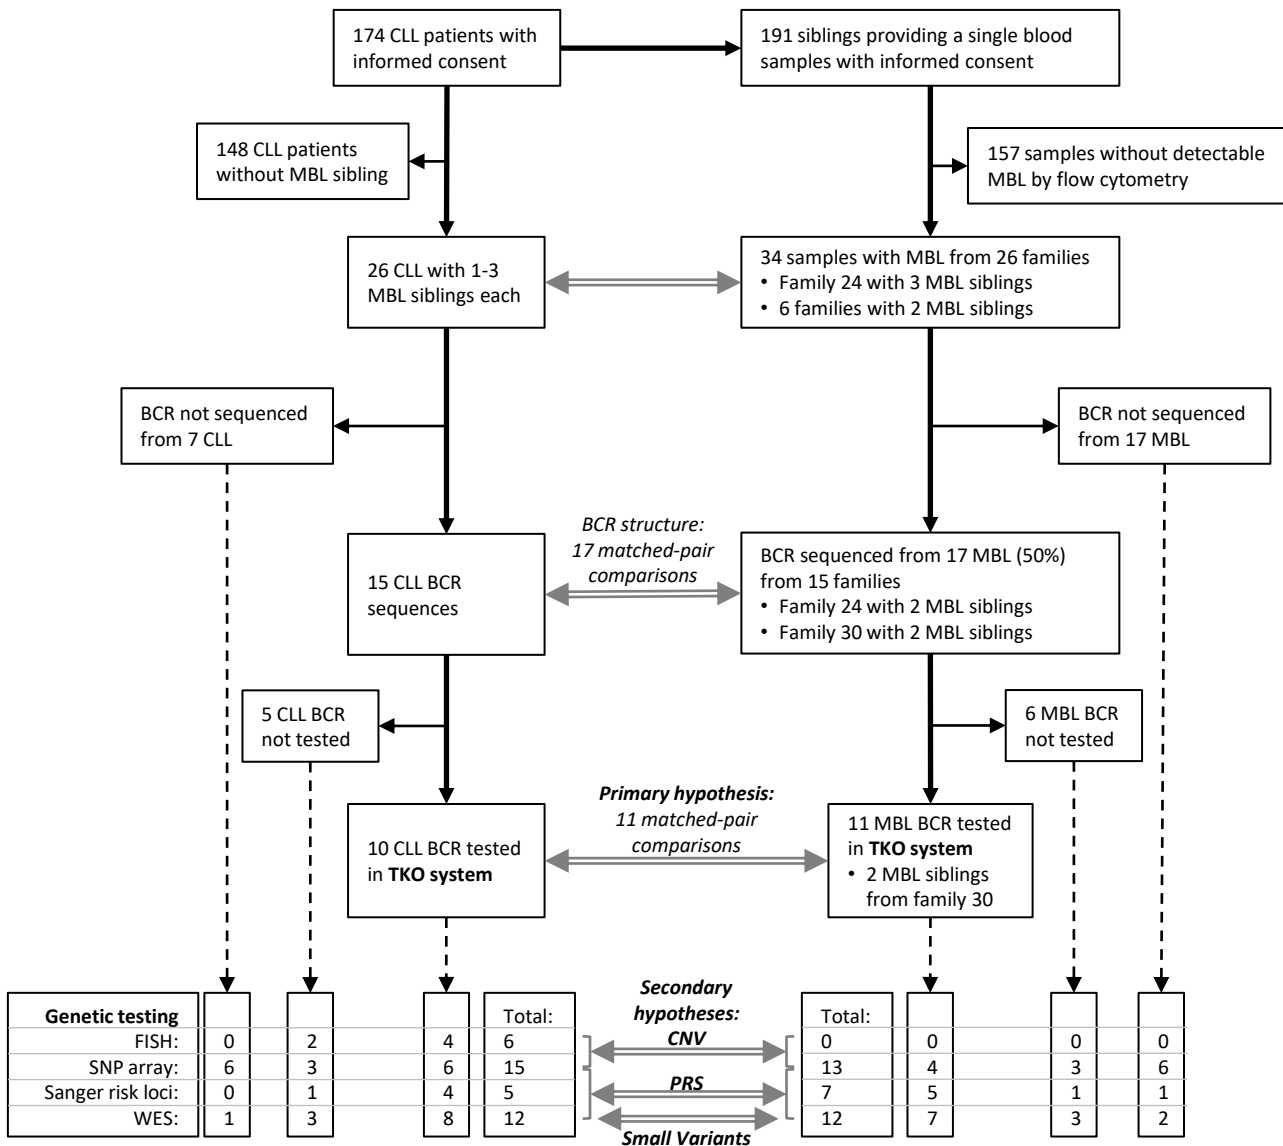 174 CLL patients with
informed consent
191 siblings providing a single blood
samples with informed consent
148 CLL patients
without MBL sibling
157 samples without detectable
MBL by flow cytometry
26 CLL with 1-3
MBL siblings each
34 samples with MBL from 26 families
• Family 24 with 3 MBL siblings
• 6 families with 2 MBL siblings
BCR not sequenced
from 7 CLL
BCR not sequenced
from 17 MBL
15 CLL BCR
sequences
BCR structure:
17 matched-pair
comparisons
BCR sequenced from 17 MBL (50%)
from 15 families
• Family 24 with 2 MBL siblings
• Family 30 with 2 MBL siblings
5 CLL BCR
not tested
6 MBL BCR
not tested
10 CLL BCR tested
in TKO system
Primary hypothesis:
11 matched-pair
comparisons
11 MBL BCR tested
in TKO system
• 2 MBL siblings
from family 30
Secondary
hypotheses:
CNV
PRS
Small Variants
Genetic testing Total: Total:
FISH: 0 2 4 6 0 0 0 0
SNP array: 6 3 6 15 13 4 3 6
Sanger risk loci: 0 1 4 5 7 5 1 1
WES: 1 3 8 12 12 7 3 2